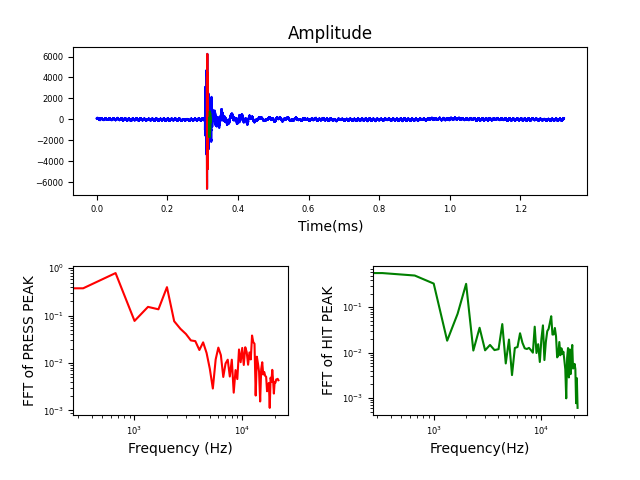 Amplitude
6000
4000
2000
0
−2000
−4000
−6000
0.0 0.2 0.4 0.6 0.8 1.0 1.2
Time(ms)
FFT of PRESS PEAK
10⁰
10⁻¹
10⁻²
10⁻³
10³ 10⁴
Frequency (Hz)
FFT of HIT PEAK
10⁻¹
10⁻²
10⁻³
10³ 10⁴
Frequency(Hz)